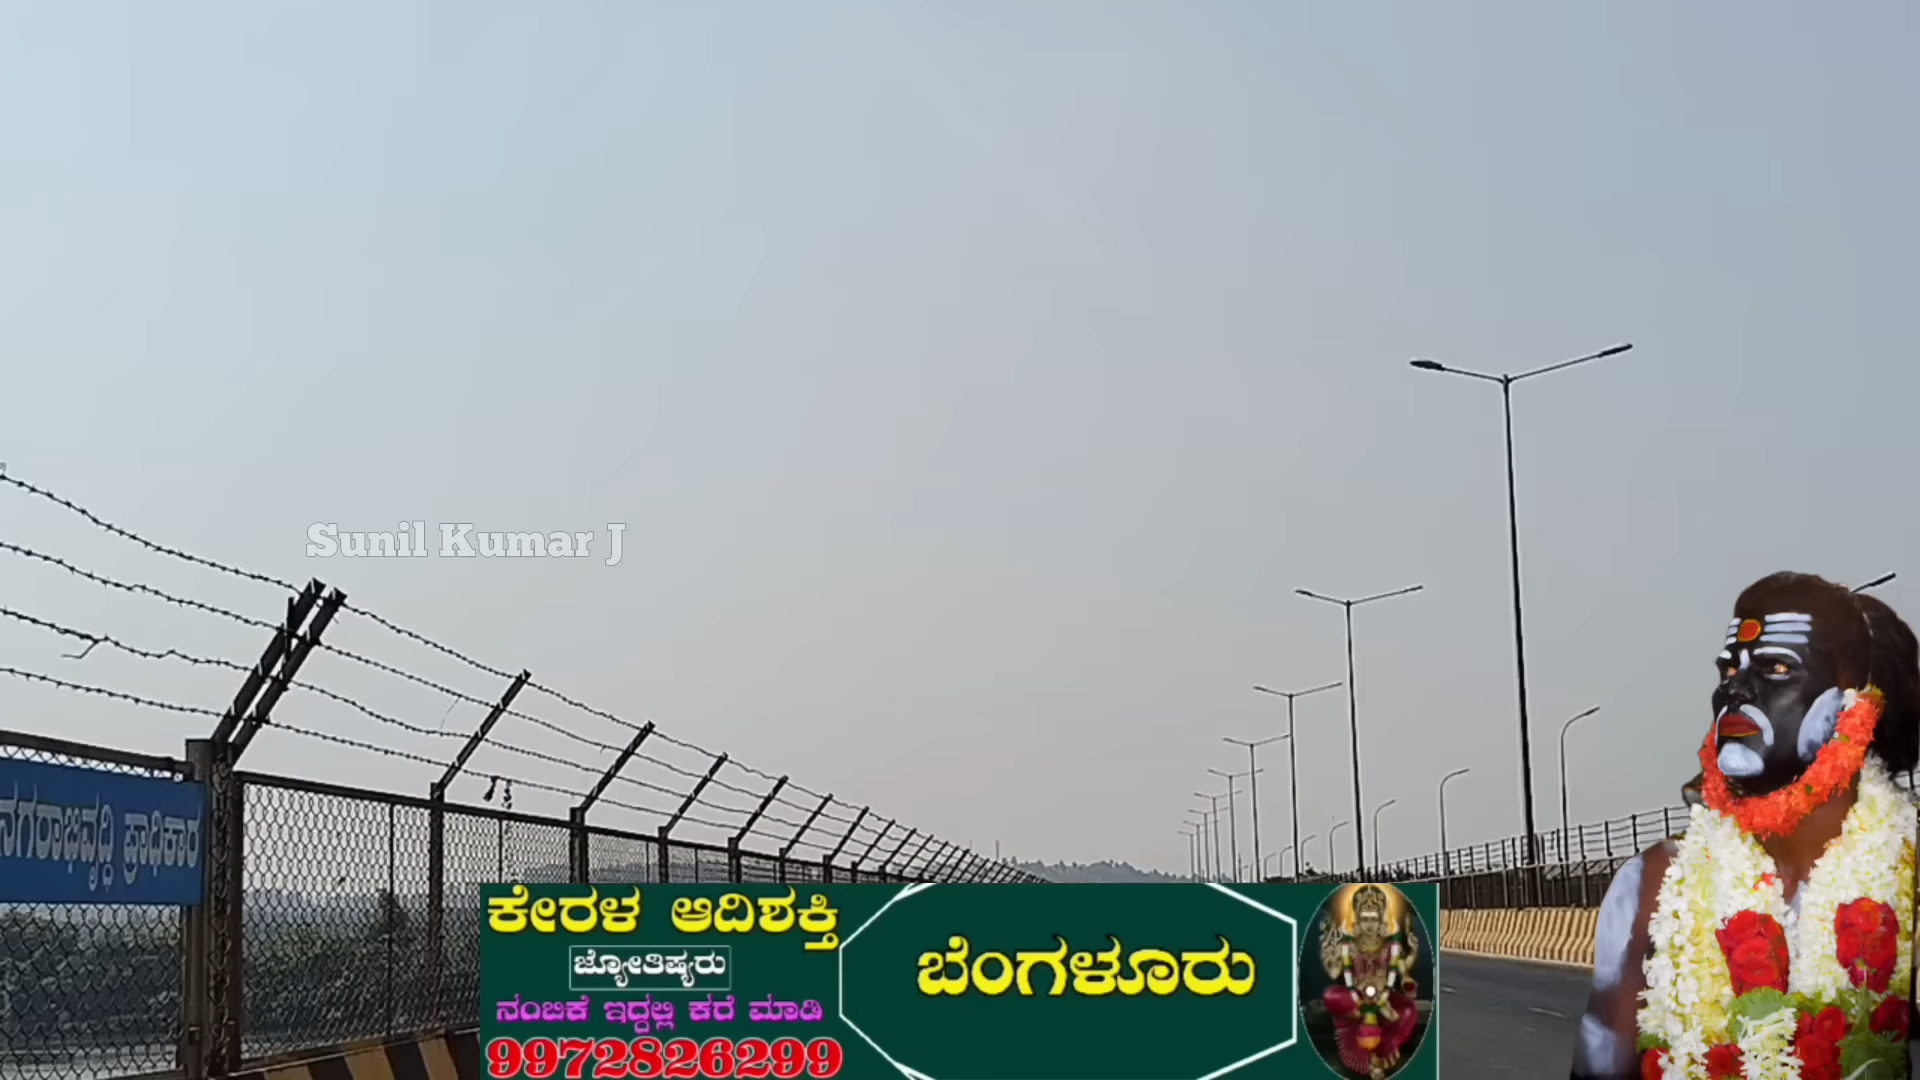 Sunil Kumar J
ನಗರಾಭಿವೃದ್ಧಿ ಪ್ರಾಧಿಕಾರ
ಕೇರಳ ಆದಿಶಕ್ತಿ
ಜ್ಯೋತಿಷ್ಯರು
ನಂಬಿಕೆ ಇದ್ದಲ್ಲಿ ಕರೆ ಮಾಡಿ
9972826299
ಬೆಂಗಳೂರು